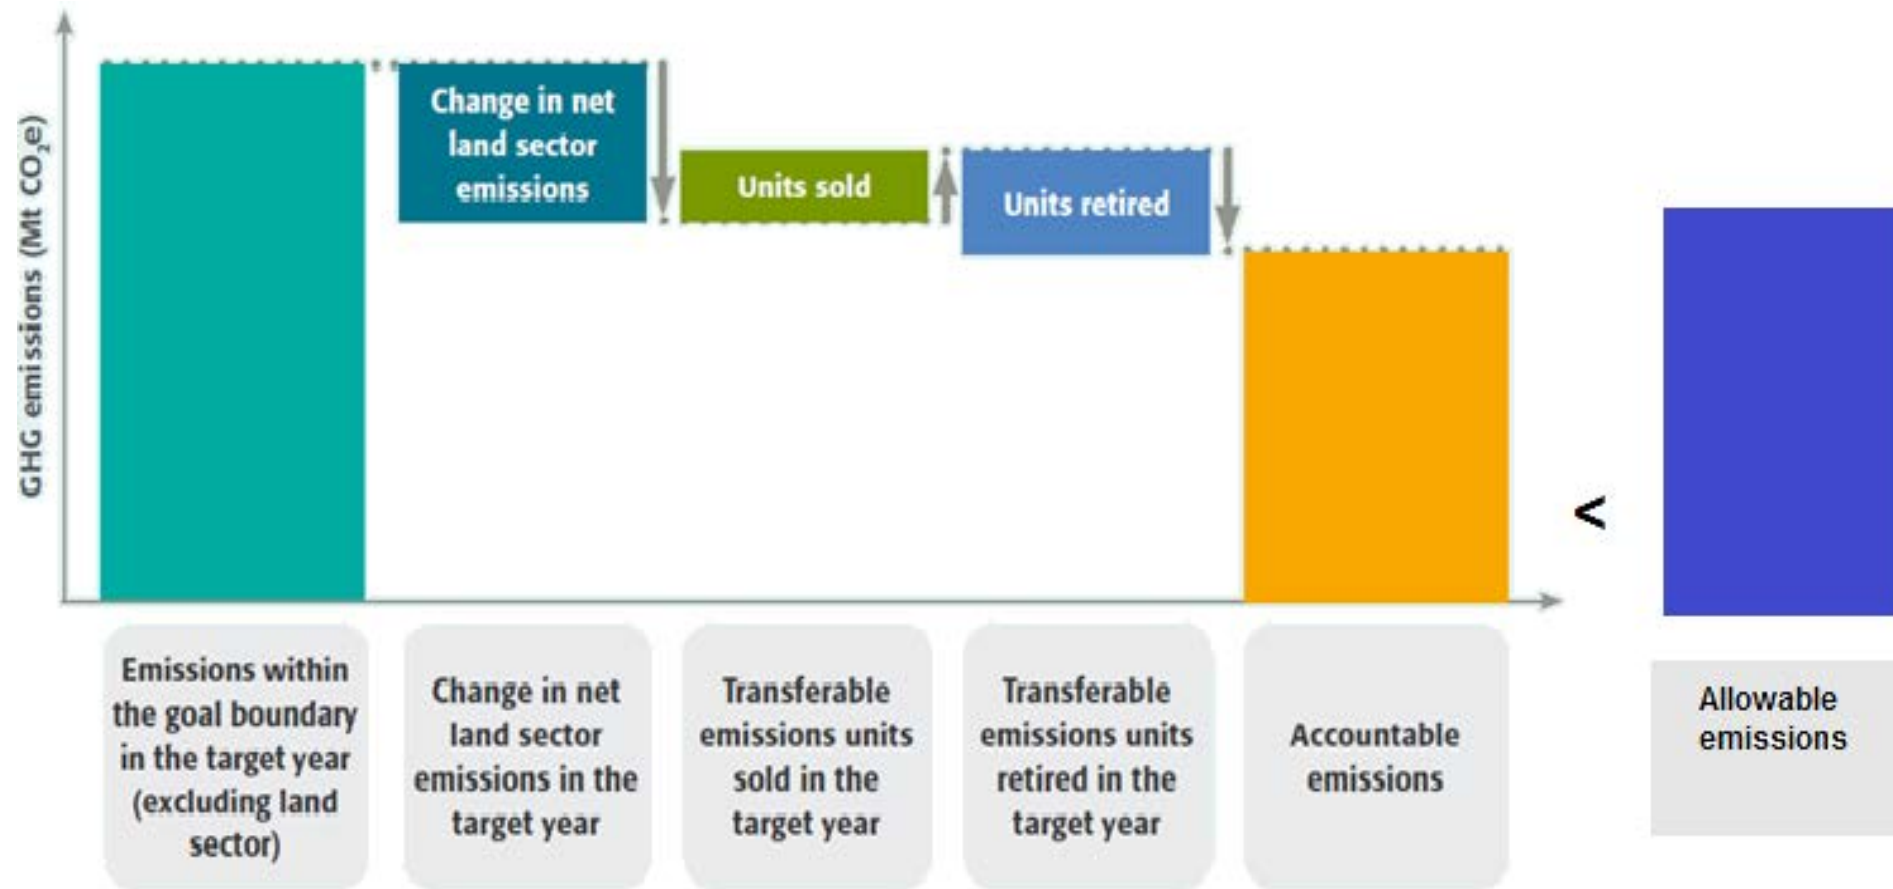 GHG emissions (Mt CO₂e)
Change in net
land sector
emissions
Units sold
Units retired
<
Emissions within
the goal boundary
in the target year
(excluding land
sector)
Change in net
land sector
emissions in the
target year
Transferable
emissions units
sold in the
target year
Transferable
emissions units
retired in the
target year
Accountable
emissions
Allowable
emissions